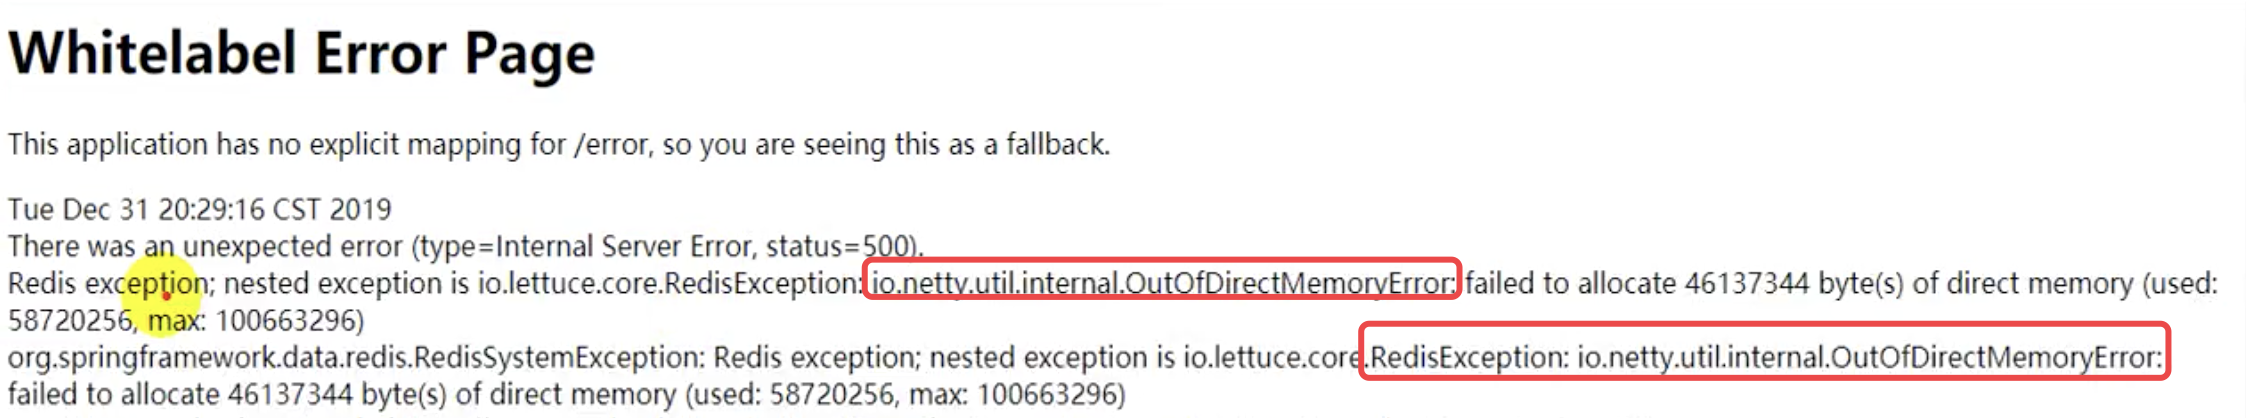 Whitelabel Error Page
This application has no explicit mapping for /error, so you are seeing this as a fallback.
Tue Dec 31 20:29:16 CST 2019
There was an unexpected error (type=Internal Server Error, status=500).
Redis exception; nested exception is io.lettuce.core.RedisException: io.netty.util.internal.OutOfDirectMemoryError: failed to allocate 46137344 byte(s) of direct memory (used:
58720256, max: 100663296)
org.springframework.data.redis.RedisSystemException: Redis exception; nested exception is io.lettuce.core.RedisException: io.netty.util.internal.OutOfDirectMemoryError:
failed to allocate 46137344 byte(s) of direct memory (used: 58720256, max: 100663296)